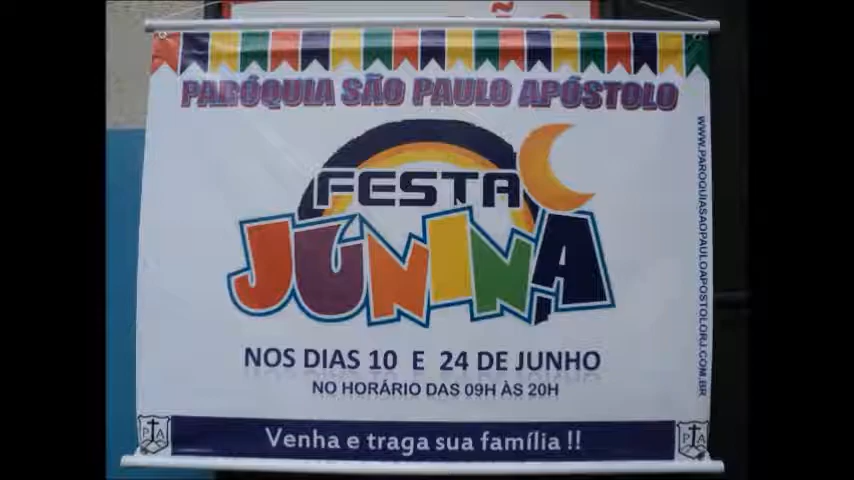 PARÓQUIA SÃO PAULO APÓSTOLO
FESTA
JUNINA
NOS DIAS 10 E 24 DE JUNHO
NO HORÁRIO DAS 09H ÀS 20H
Venha e traga sua família !!
WWW.PAROQUIASAOPAULOAPOSTOLORJ.COM.BR
P A
P A